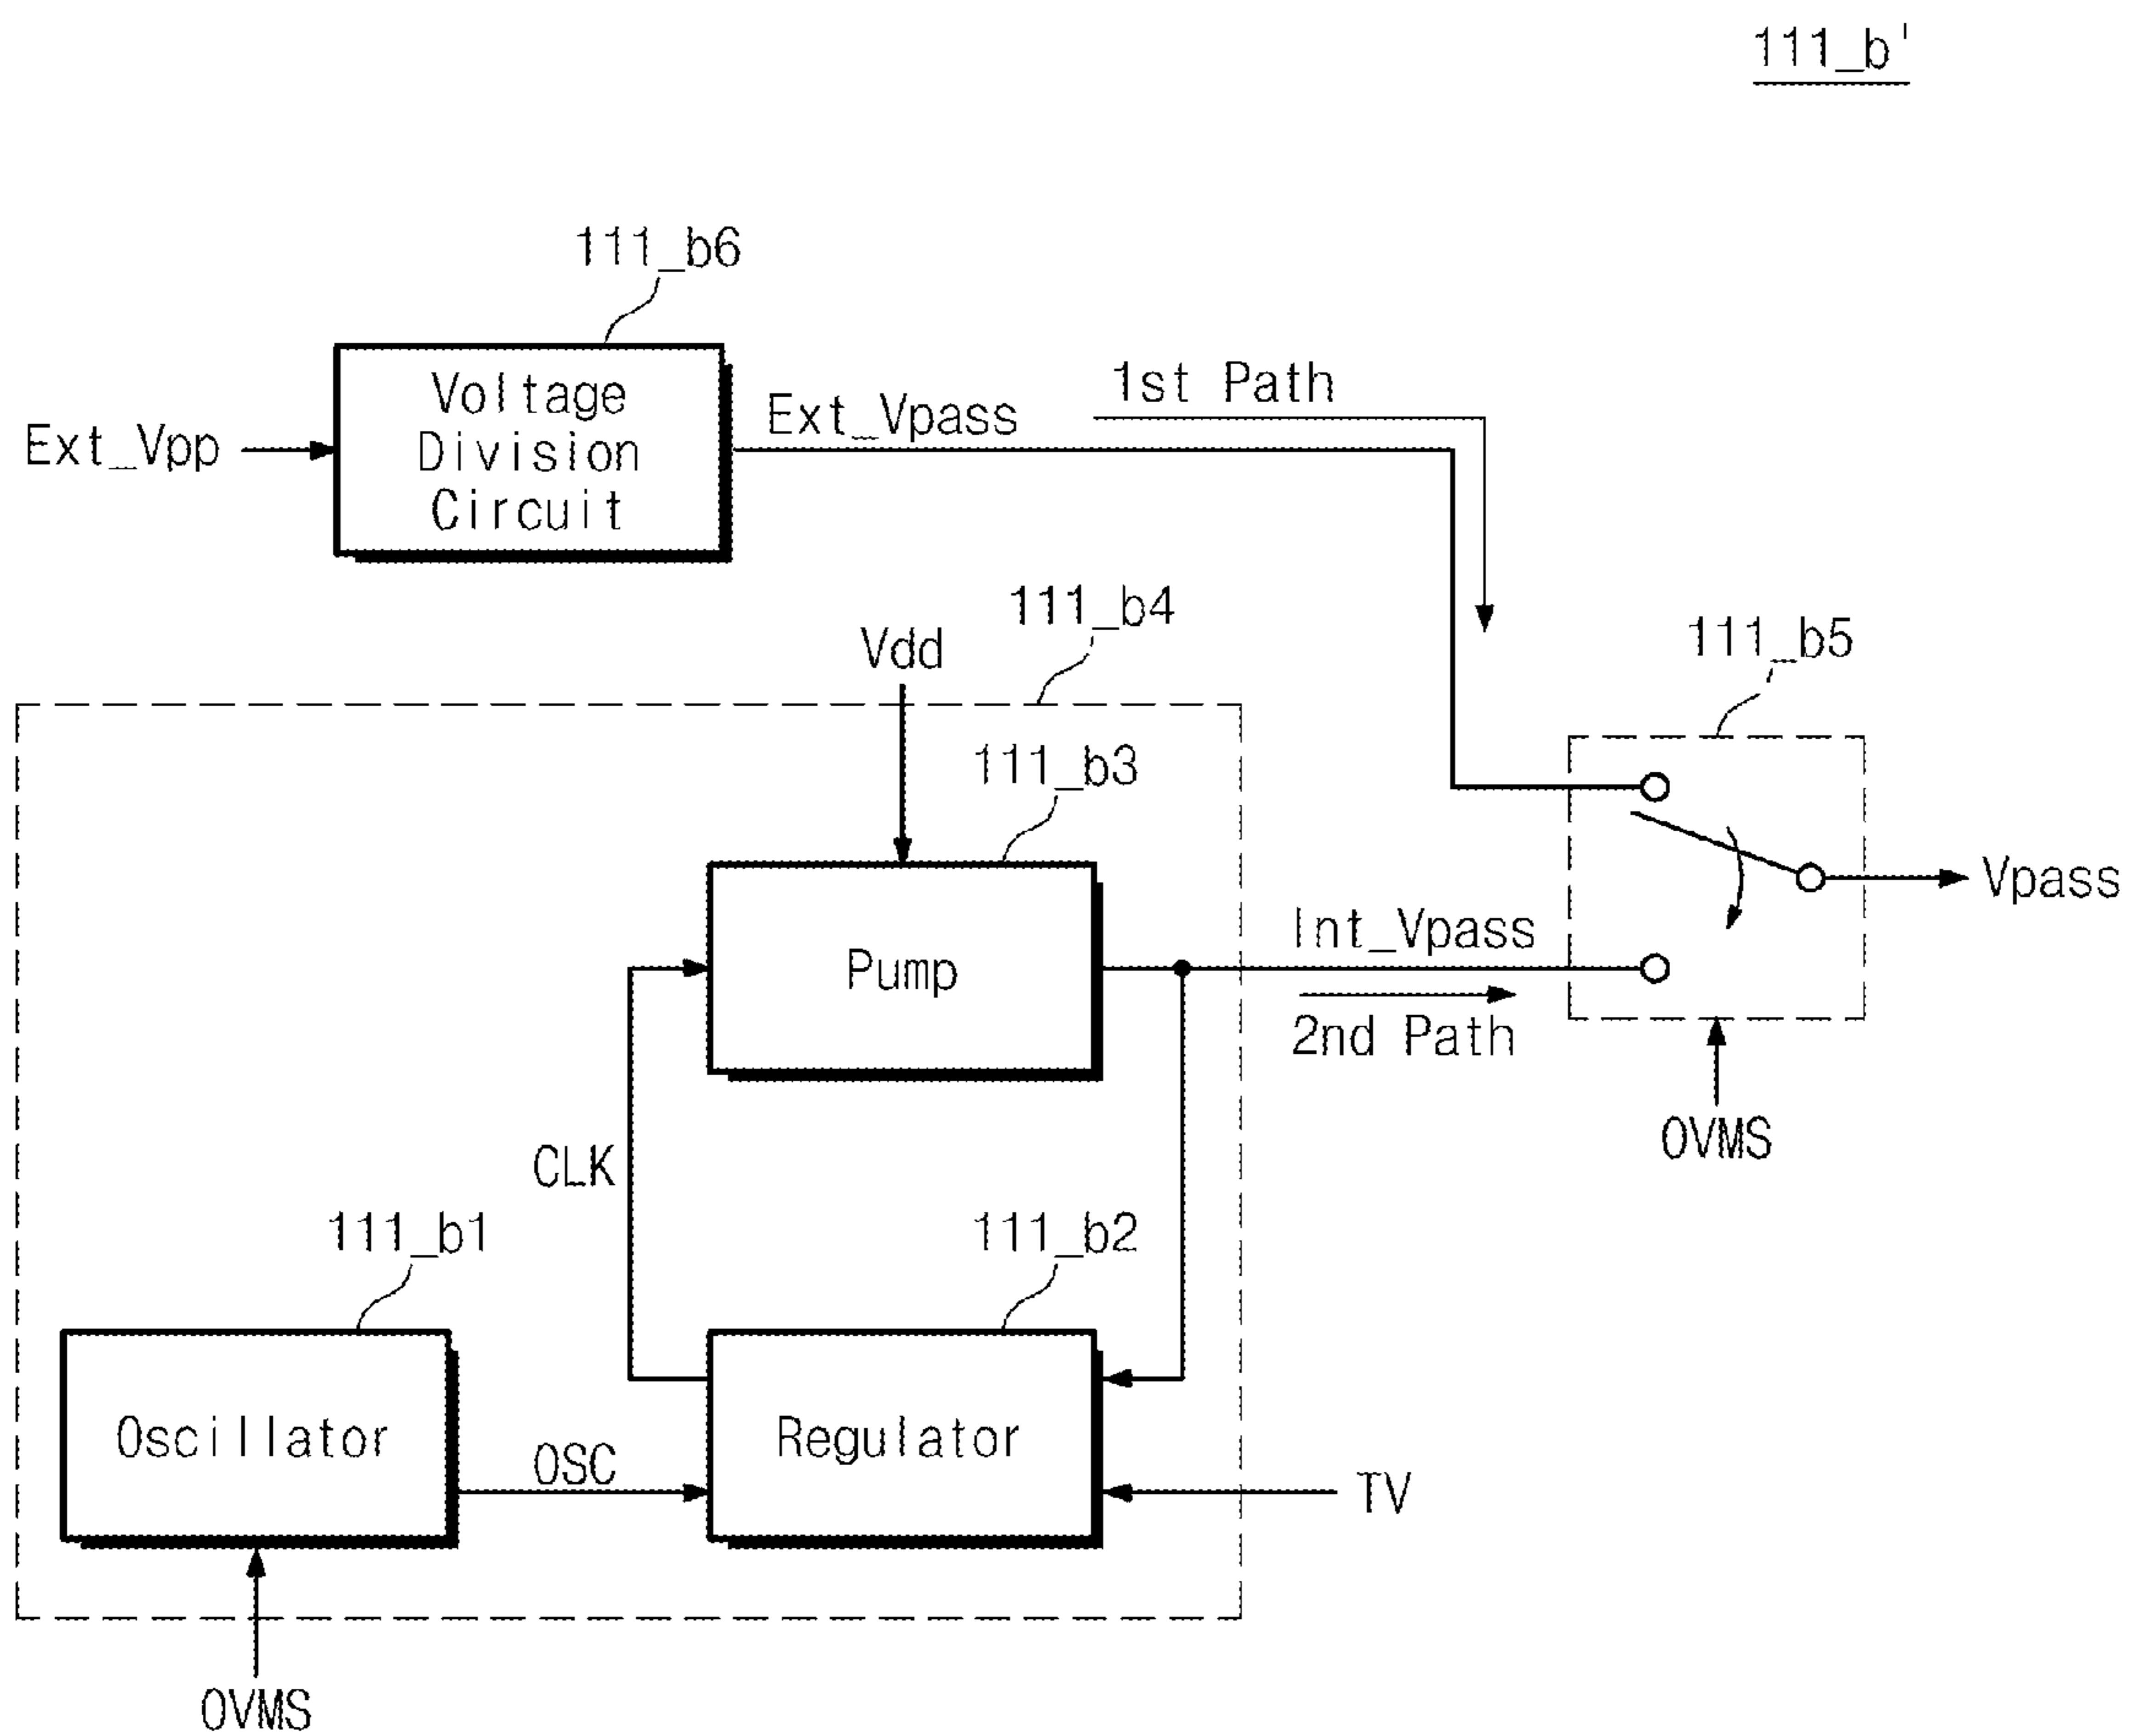 111_b'
111_b6
Voltage
Division
Circuit
Ext_Vpp
Ext_Vpass
1st Path
111_b4
Vdd
111_b5
111_b3
Pump
Vpass
Int_Vpass
2nd Path
OVMS
CLK
111_b1
111_b2
Oscillator
OSC
Regulator
TV
OVMS